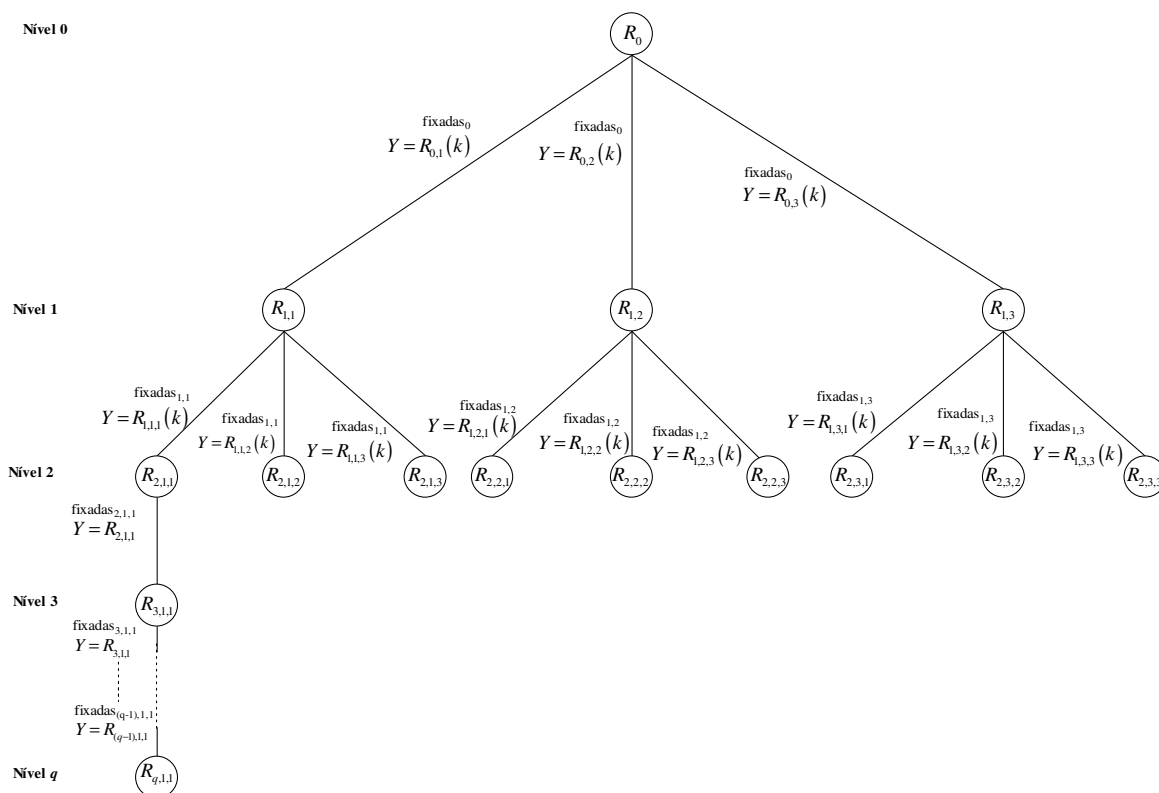 Nível 0
R₀
fixadas₀
Y = R₀,₁(k)
fixadas₀
Y = R₀,₂(k)
fixadas₀
Y = R₀,₃(k)
Nível 1
R₁,₁
R₁,₂
R₁,₃
fixadas₁,₁
Y = R₁,₁,₁(k)
fixadas₁,₁
Y = R₁,₁,₂(k)
fixadas₁,₁
Y = R₁,₁,₃(k)
fixadas₁,₂
Y = R₁,₂,₁(k)
fixadas₁,₂
Y = R₁,₂,₂(k)
fixadas₁,₂
Y = R₁,₂,₃(k)
fixadas₁,₃
Y = R₁,₃,₁(k)
fixadas₁,₃
Y = R₁,₃,₂(k)
fixadas₁,₃
Y = R₁,₃,₃(k)
Nível 2
R₂,₁,₁
R₂,₁,₂
R₂,₁,₃
R₂,₂,₁
R₂,₂,₂
R₂,₂,₃
R₂,₃,₁
R₂,₃,₂
R₂,₃,₃
fixadas₂,₁,₁
Y = R₂,₁,₁
Nível 3
R₃,₁,₁
fixadas₃,₁,₁
Y = R₃,₁,₁
fixadas₍q-1₎,₁,₁
Y = R₍q−1₎,₁,₁
Nível q
R_q,₁,₁